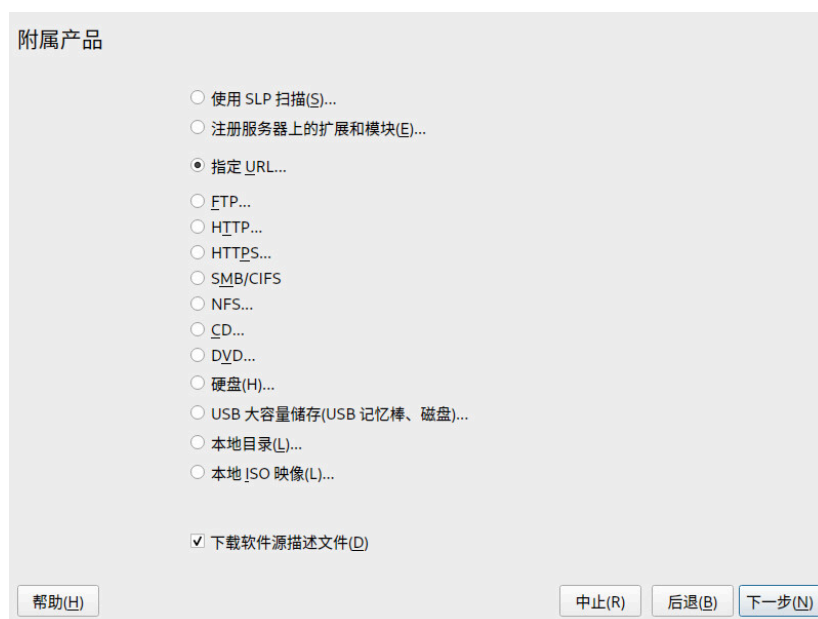 附属产品
使用 SLP 扫描(S)...
注册服务器上的扩展和模块(E)...
指定 URL...
FTP...
HTTP...
HTTPS...
SMB/CIFS
NFS...
CD...
DVD...
硬盘(H)...
USB 大容量储存(USB 记忆棒、磁盘)...
本地目录(L)...
本地 ISO 映像(L)...
下载软件源描述文件(D)
帮助(H) 中止(R) 后退(B) 下一步(N)